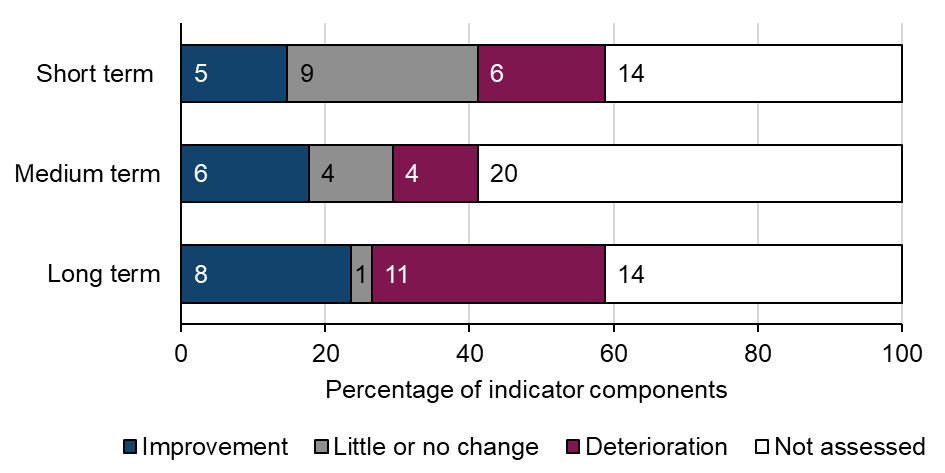 Short term 5 9 6 14
Medium term 6 4 4 20
Long term 8 1 11 14
0 20 40 60 80 100
Percentage of indicator components
Improvement Little or no change Deterioration Not assessed